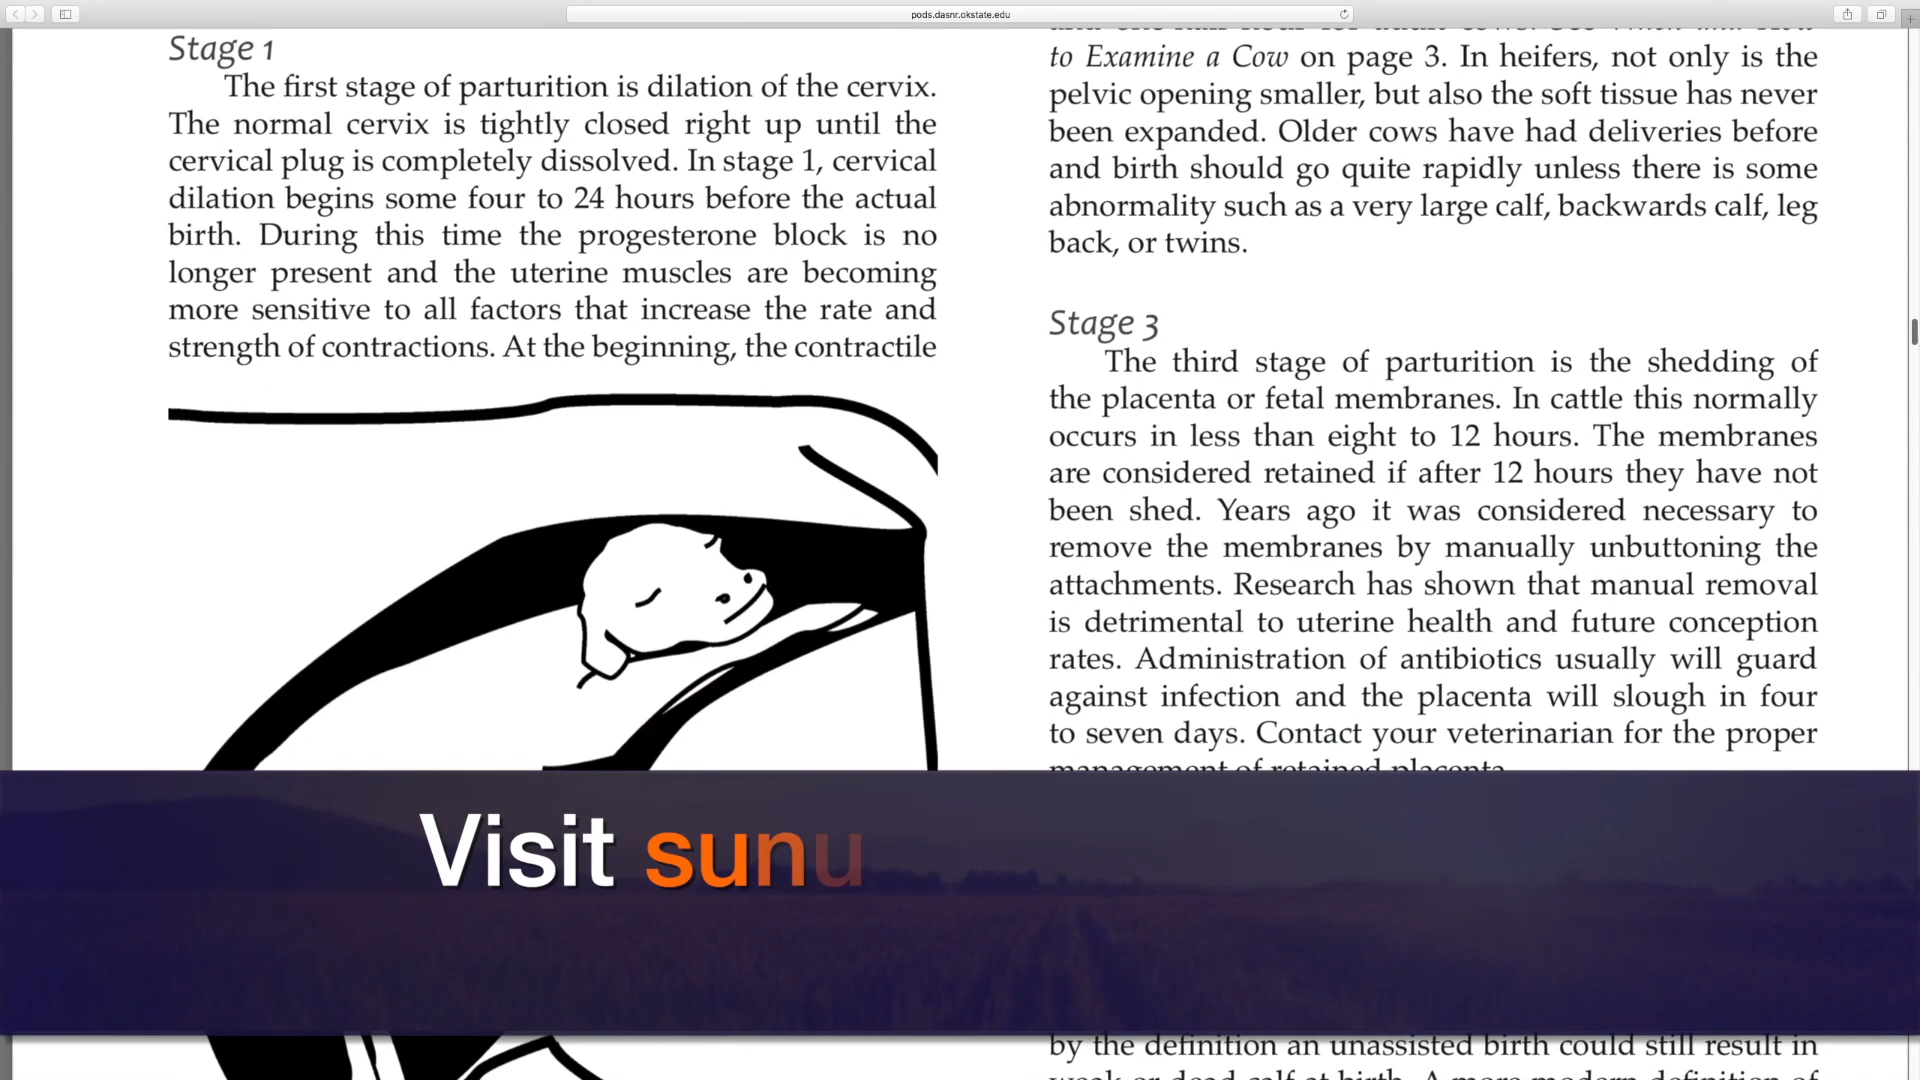 pods.dasnr.okstate.edu
Stage 1
The first stage of parturition is dilation of the cervix.
The normal cervix is tightly closed right up until the
cervical plug is completely dissolved. In stage 1, cervical
dilation begins some four to 24 hours before the actual
birth. During this time the progesterone block is no
longer present and the uterine muscles are becoming
more sensitive to all factors that increase the rate and
strength of contractions. At the beginning, the contractile
to Examine a Cow on page 3. In heifers, not only is the
pelvic opening smaller, but also the soft tissue has never
been expanded. Older cows have had deliveries before
and birth should go quite rapidly unless there is some
abnormality such as a very large calf, backwards calf, leg
back, or twins.
Stage 3
The third stage of parturition is the shedding of
the placenta or fetal membranes. In cattle this normally
occurs in less than eight to 12 hours. The membranes
are considered retained if after 12 hours they have not
been shed. Years ago it was considered necessary to
remove the membranes by manually unbuttoning the
attachments. Research has shown that manual removal
is detrimental to uterine health and future conception
rates. Administration of antibiotics usually will guard
against infection and the placenta will slough in four
to seven days. Contact your veterinarian for the proper
management of retained placenta.
by the definition an unassisted birth could still result in
Visit sunu